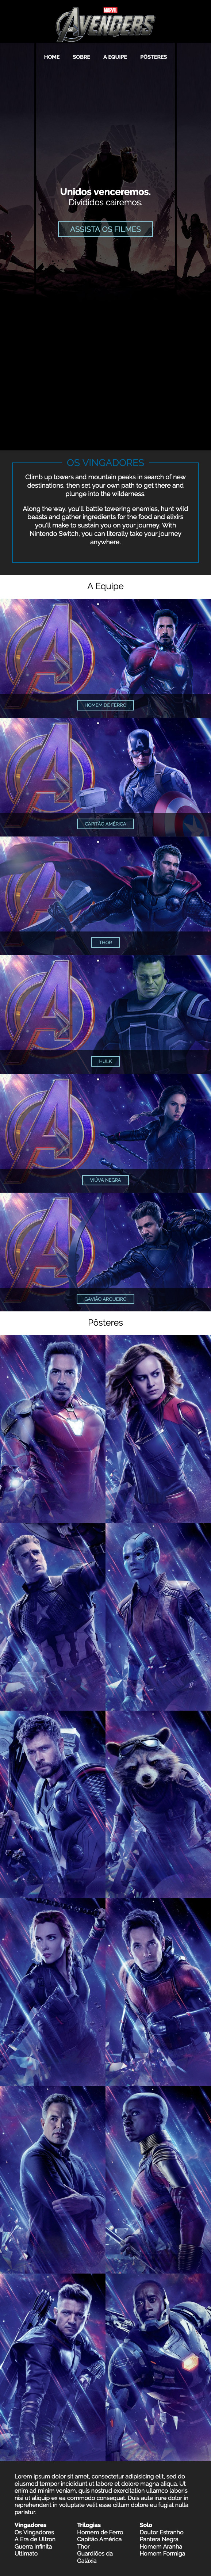 MARVEL
AVENGERS
HOME SOBRE A EQUIPE PÔSTERES
Unidos venceremos.
Divididos cairemos.
ASSISTA OS FILMES
OS VINGADORES
Climb up towers and mountain peaks in search of new
destinations, then set your own path to get there and
plunge into the wilderness.
Along the way, you'll battle towering enemies, hunt wild
beasts and gather ingredients for the food and elixirs
you'll make to sustain you on your journey. With
Nintendo Switch, you can literally take your journey
anywhere.
A Equipe
HOMEM DE FERRO
CAPITÃO AMÉRICA
THOR
HULK
VIÚVA NEGRA
GAVIÃO ARQUEIRO
Pôsteres
Lorem ipsum dolor sit amet, consectetur adipisicing elit, sed do
eiusmod tempor incididunt ut labore et dolore magna aliqua. Ut
enim ad minim veniam, quis nostrud exercitation ullamco laboris
nisi ut aliquip ex ea commodo consequat. Duis aute irure dolor in
reprehenderit in voluptate velit esse cillum dolore eu fugiat nulla
pariatur.
Vingadores
Os Vingadores
A Era de Ultron
Guerra Infinita
Ultimato
Trilogias
Homem de Ferro
Capitão América
Thor
Guardiões da
Galáxia
Solo
Doutor Estranho
Pantera Negra
Homem Aranha
Homem Formiga